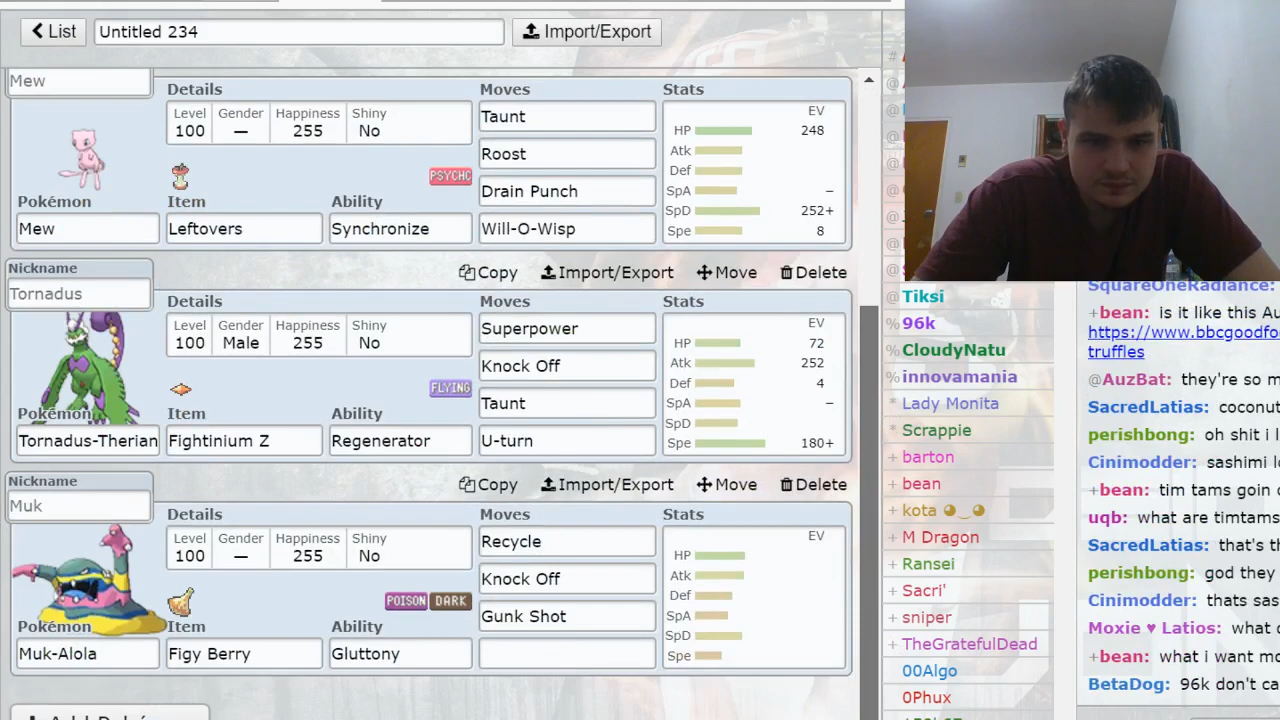 List
Untitled 234
Import/Export
Mew
Details
Moves
Stats
Level
Gender
Happiness
Shiny
100
—
255
No
Taunt
Roost
Drain Punch
Will-O-Wisp
EV
HP 248
Atk
Def
SpA –
SpD 252+
Spe 8
PSYCHC
Pokémon
Item
Ability
Mew
Leftovers
Synchronize
Nickname
Tornadus
Copy
Import/Export
Move
Delete
Details
Moves
Stats
Level
Gender
Happiness
Shiny
100
Male
255
No
Superpower
Knock Off
Taunt
U-turn
EV
HP 72
Atk 252
Def 4
SpA –
SpD
Spe 180+
FLYING
Pokémon
Item
Ability
Tornadus-Therian
Fightinium Z
Regenerator
Nickname
Muk
Copy
Import/Export
Move
Delete
Details
Moves
Stats
Level
Gender
Happiness
Shiny
100
—
255
No
Recycle
Knock Off
Gunk Shot
EV
HP
Atk
Def
SpA
SpD
Spe
POISON
DARK
Pokémon
Item
Ability
Muk-Alola
Figy Berry
Gluttony
@ Tiksi
% 96k
CloudyNatu
% innovamania
* Lady Monita
* Scrappie
+ barton
+ bean
+ kota
+ M Dragon
+ Ransei
+ Sacri'
+ sniper
+ TheGratefulDead
00Algo
0Phux
SquareOneRadiance:
+bean: is it like this Au
https://www.bbcgoodfo
truffles
@AuzBat: they're so m
SacredLatias: coconut
perishbong: oh shit i l
Cinimodder: sashimi l
+bean: tim tams goin o
uqb: what are timtams
SacredLatias: that's th
perishbong: god they
Cinimodder: thats sas
Moxie ♥ Latios: what o
+bean: what i want mo
BetaDog: 96k don't ca